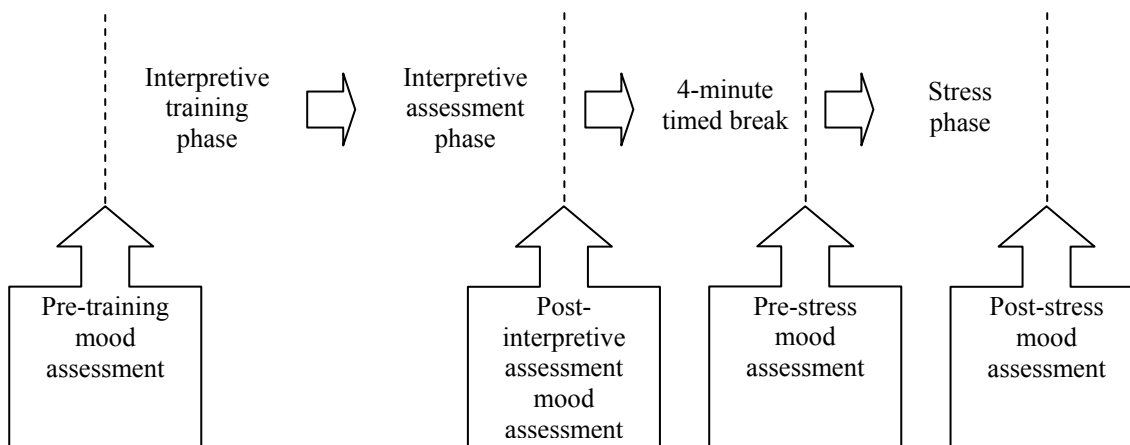 Interpretive
training
phase
Interpretive
assessment
phase
4-minute
timed break
Stress
phase
Pre-training
mood
assessment
Post-
interpretive
assessment
mood
assessment
Pre-stress
mood
assessment
Post-stress
mood
assessment